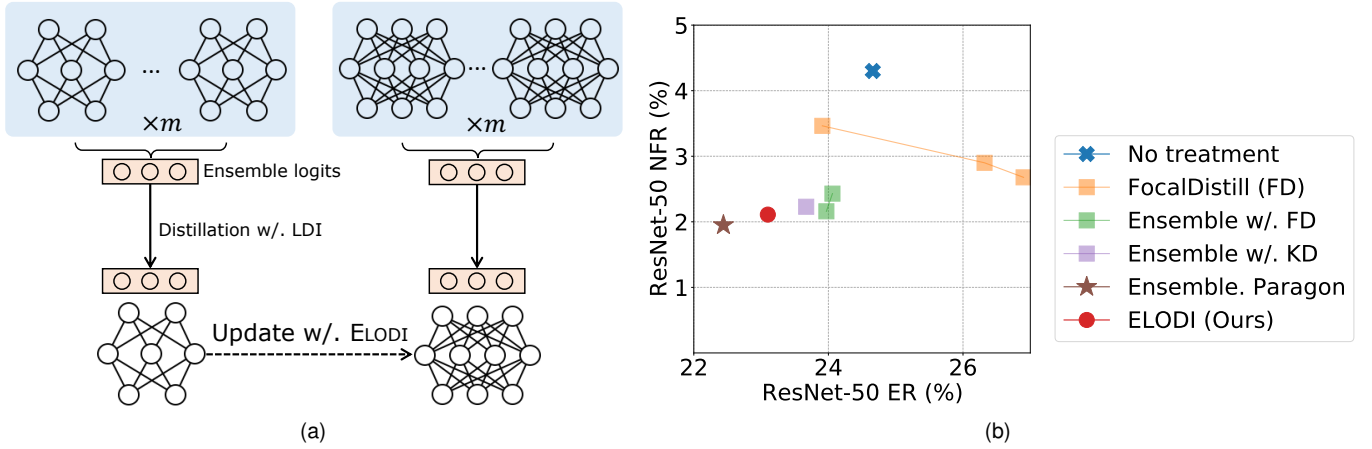 ...
...
×m
×m
Ensemble logits
Distillation w/. LDI
Update w/. ELODI
(a)
ResNet-50 NFR (%)
5
4
3
2
1
22
24
26
ResNet-50 ER (%)
No treatment
FocalDistill (FD)
Ensemble w/. FD
Ensemble w/. KD
Ensemble. Paragon
ELODI (Ours)
(b)